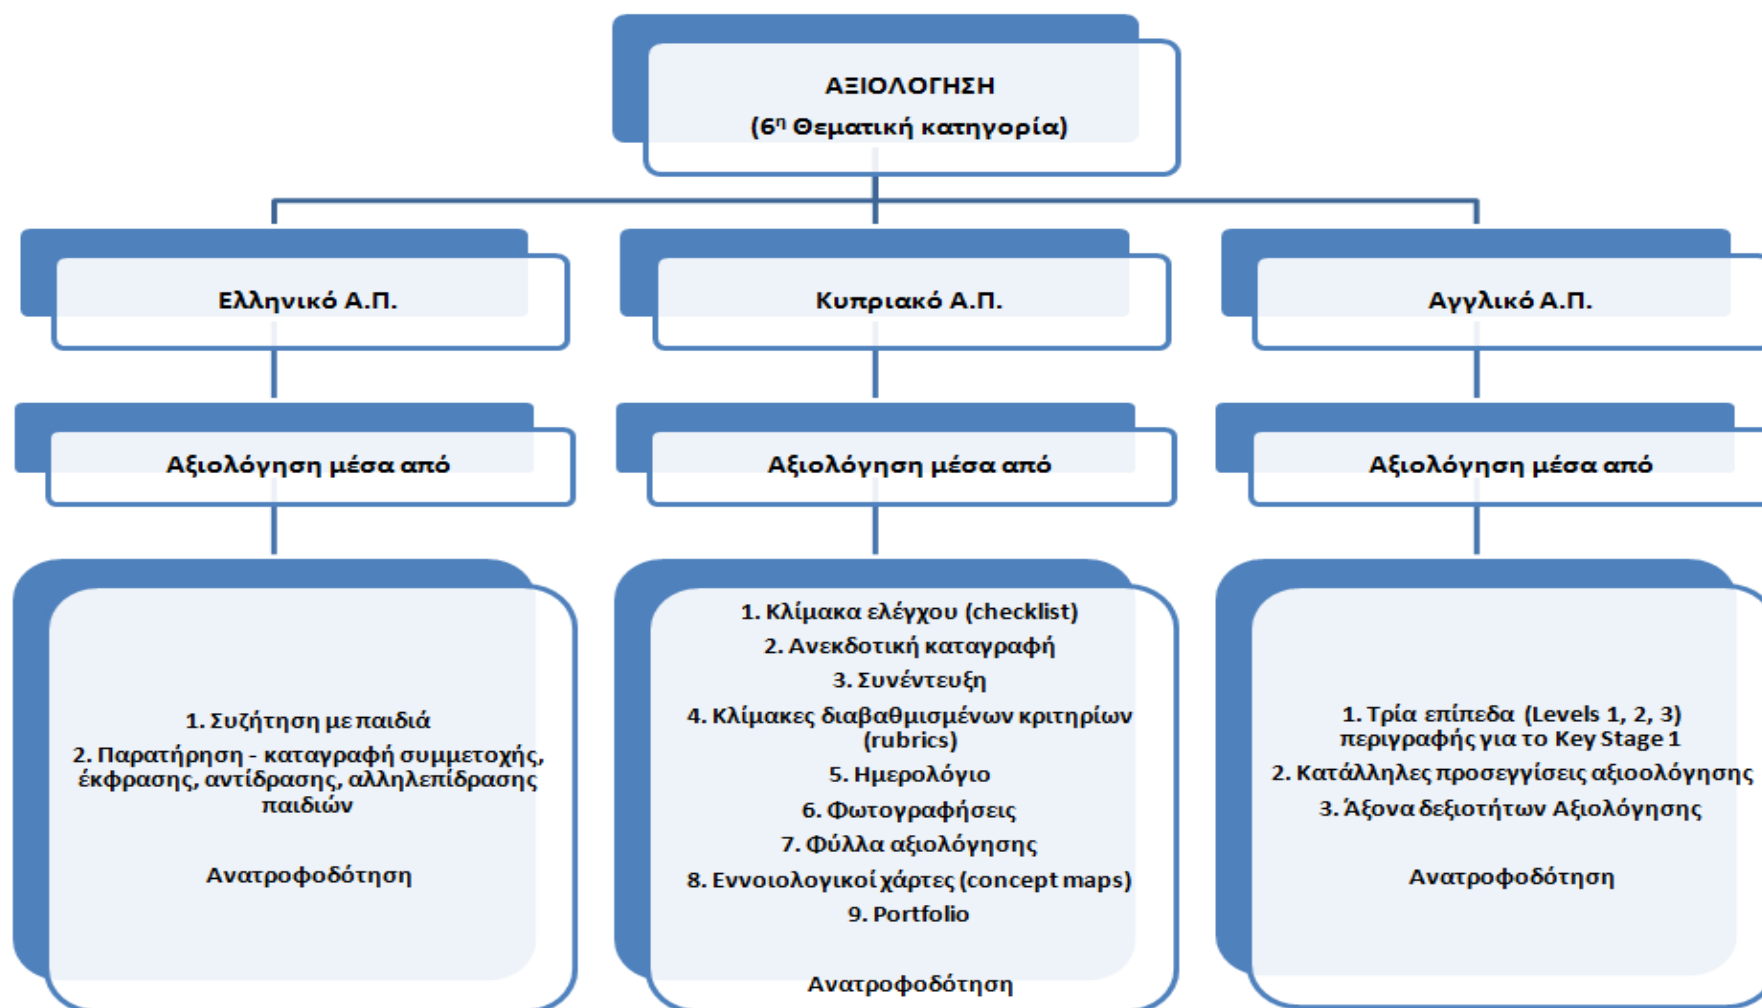 ΑΞΙΟΛΟΓΗΣΗ
(6η Θεματική κατηγορία)
Ελληνικό Α.Π.
Κυπριακό Α.Π.
Αγγλικό Α.Π.
Αξιολόγηση μέσα από
Αξιολόγηση μέσα από
Αξιολόγηση μέσα από
1. Συζήτηση με παιδιά
2. Παρατήρηση - καταγραφή συμμετοχής,
έκφρασης, αντίδρασης, αλληλεπίδρασης
παιδιών
Ανατροφοδότηση
1. Κλίμακα ελέγχου (checklist)
2. Ανεκδοτική καταγραφή
3. Συνέντευξη
4. Κλίμακες διαβαθμισμένων κριτηρίων
(rubrics)
5. Ημερολόγιο
6. Φωτογραφήσεις
7. Φύλλα αξιολόγησης
8. Εννοιολογικοί χάρτες (concept maps)
9. Portfolio
Ανατροφοδότηση
1. Τρία επίπεδα (Levels 1, 2, 3)
περιγραφής για το Key Stage 1
2. Κατάλληλες προσεγγίσεις αξιοολόγησης
3. Άξονα δεξιοτήτων Αξιολόγησης
Ανατροφοδότηση